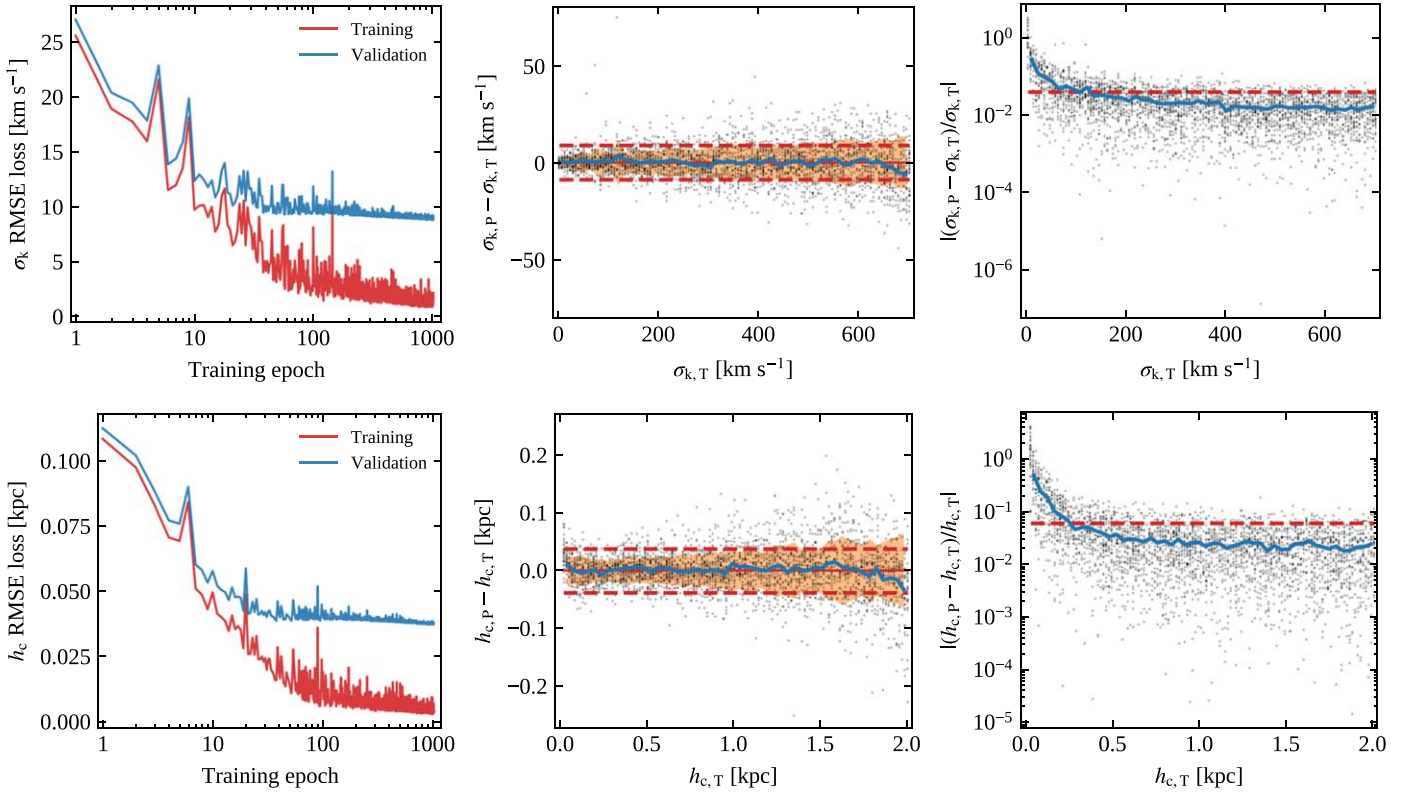 σk RMSE loss [km s−1]
25
20
15
10
5
0
Training
Validation
1 10 100 1000
Training epoch
σk,P − σk,T [km s−1]
50
0
−50
0 200 400 600
σk,T [km s−1]
|(σk,P − σk,T)/σk,T|
10^0
10^−2
10^−4
10^−6
0 200 400 600
σk,T [km s−1]
hc RMSE loss [kpc]
0.100
0.075
0.050
0.025
0.000
Training
Validation
1 10 100 1000
Training epoch
hc,P − hc,T [kpc]
0.2
0.1
0.0
−0.1
−0.2
0.0 0.5 1.0 1.5 2.0
hc,T [kpc]
|(hc,P − hc,T)/hc,T|
10^0
10^−1
10^−2
10^−3
10^−4
10^−5
0.0 0.5 1.0 1.5 2.0
hc,T [kpc]